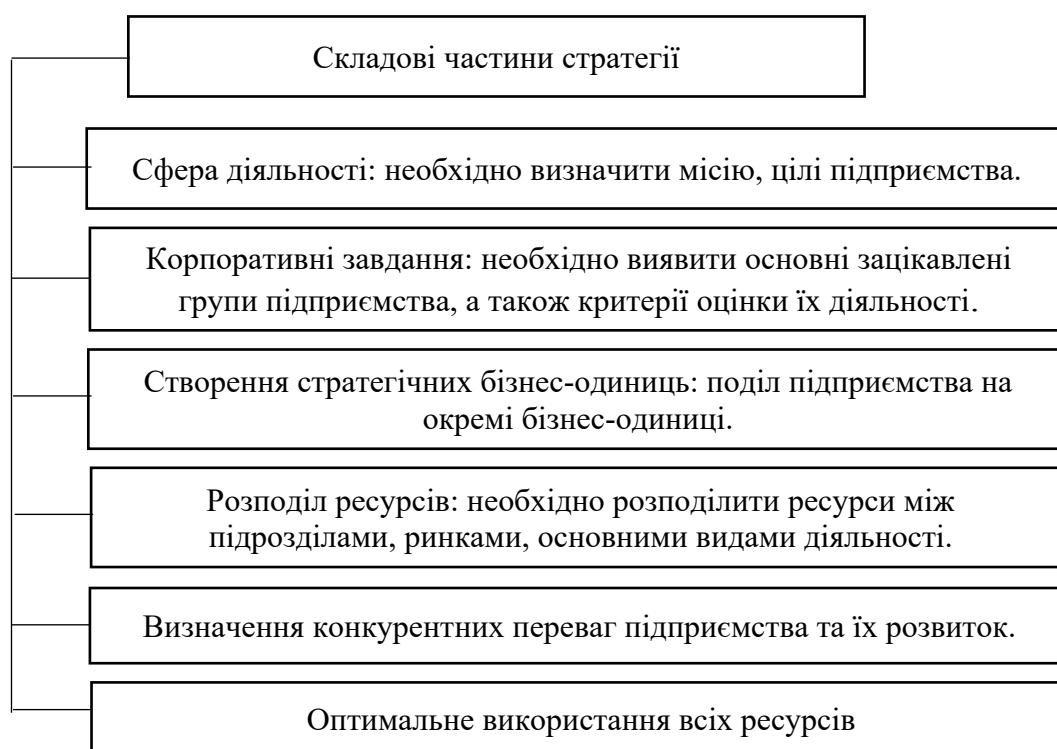 Складові частини стратегії
Сфера діяльності: необхідно визначити місію, цілі підприємства.
Корпоративні завдання: необхідно виявити основні зацікавлені
групи підприємства, а також критерії оцінки їх діяльності.
Створення стратегічних бізнес-одиниць: поділ підприємства на
окремі бізнес-одиниці.
Розподіл ресурсів: необхідно розподілити ресурси між
підрозділами, ринками, основними видами діяльності.
Визначення конкурентних переваг підприємства та їх розвиток.
Оптимальне використання всіх ресурсів